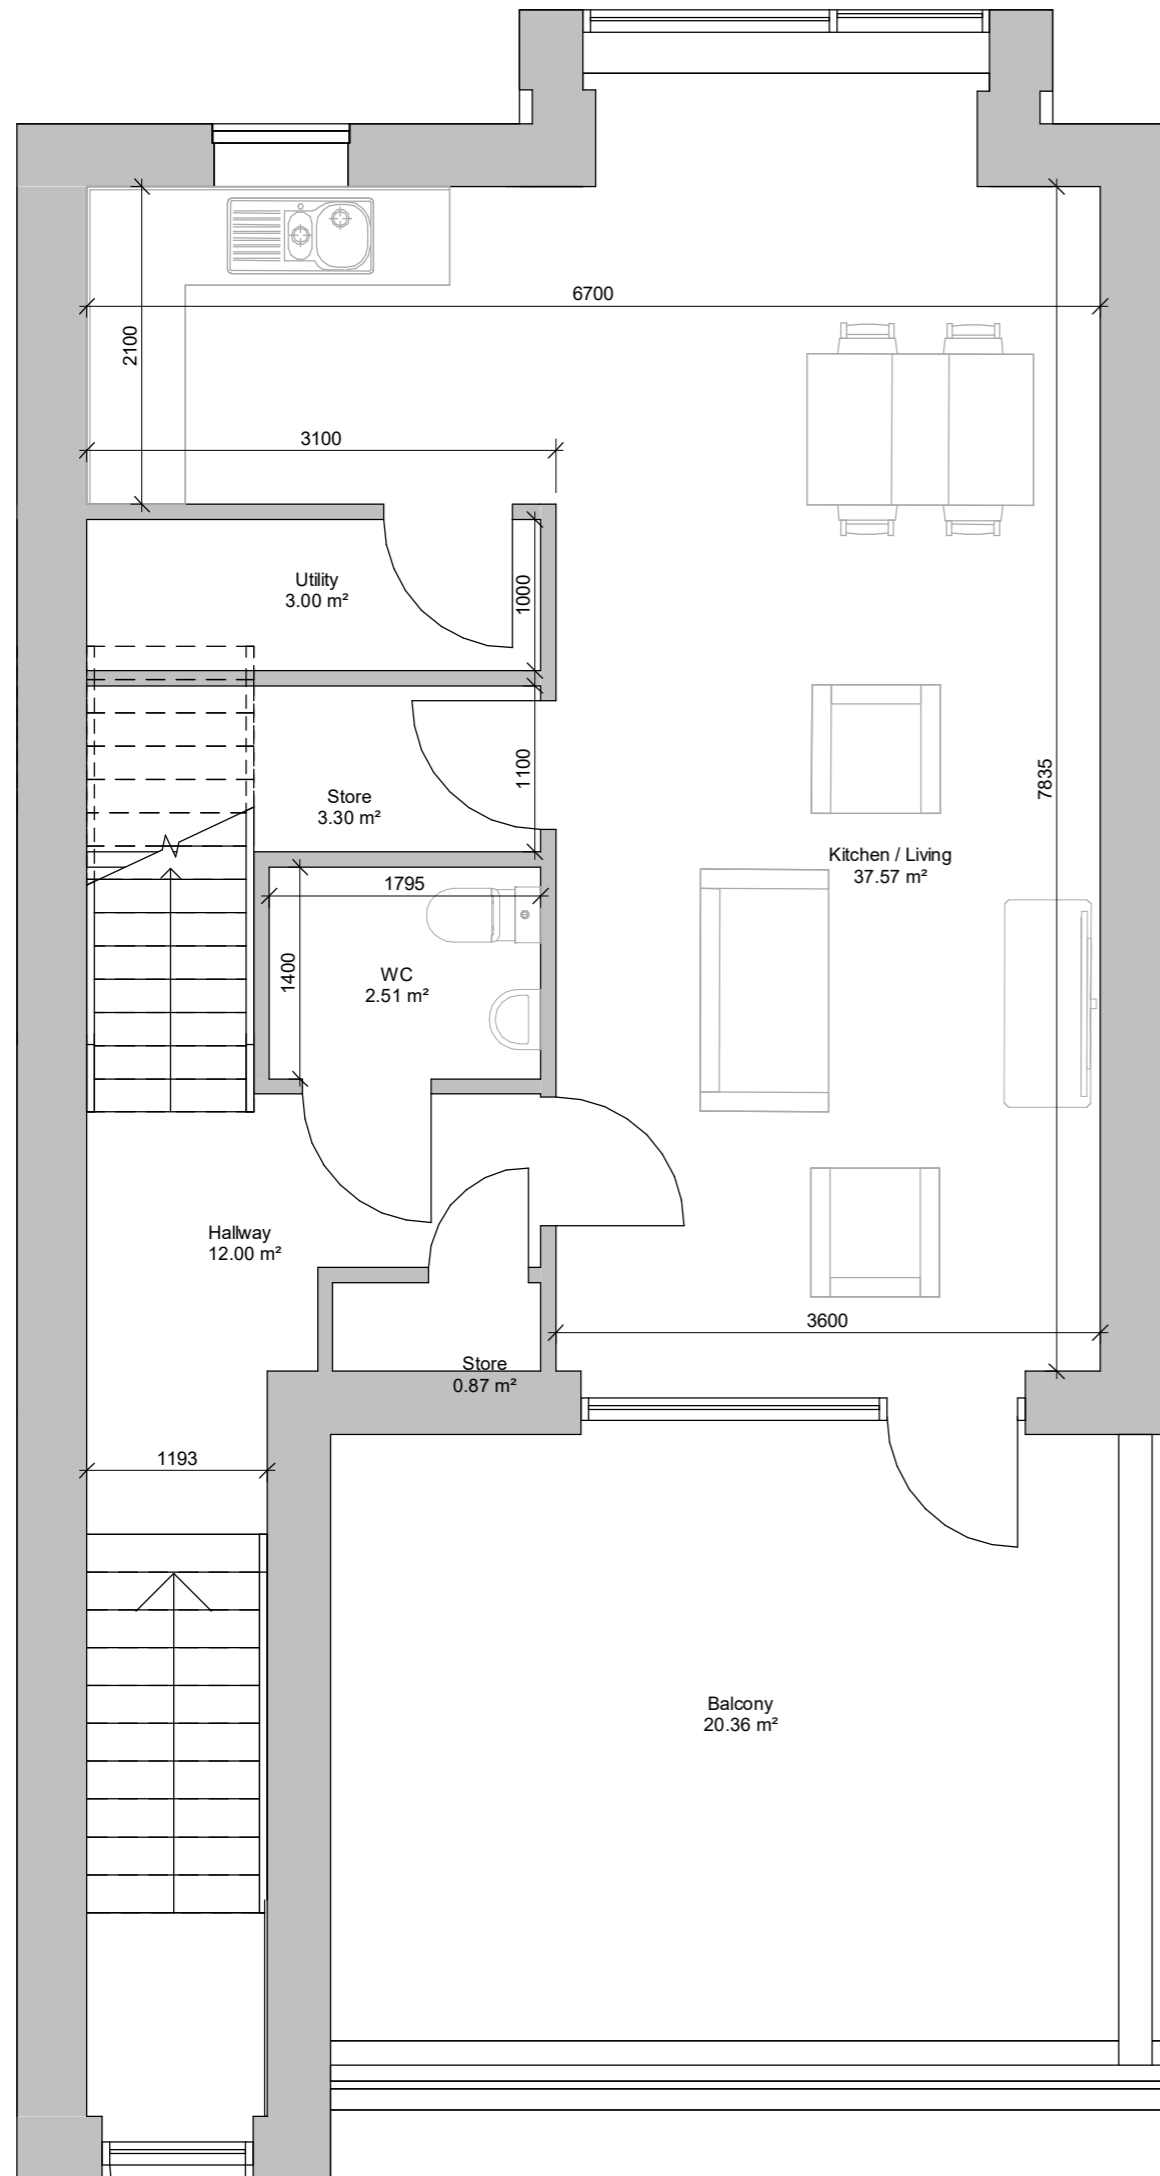 6700
2100
3100
Utility
3.00 m²
1000
Store
3.30 m²
1100
7835
Kitchen / Living
37.57 m²
1795
1400
WC
2.51 m²
Hallway
12.00 m²
3600
Store
0.87 m²
1193
Balcony
20.36 m²